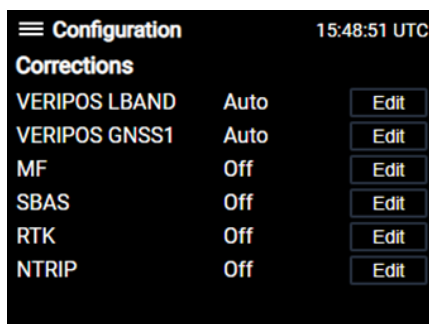 Configuration 15:48:51 UTC
Corrections
VERIPOS LBAND Auto Edit
VERIPOS GNSS1 Auto Edit
MF Off Edit
SBAS Off Edit
RTK Off Edit
NTRIP Off Edit